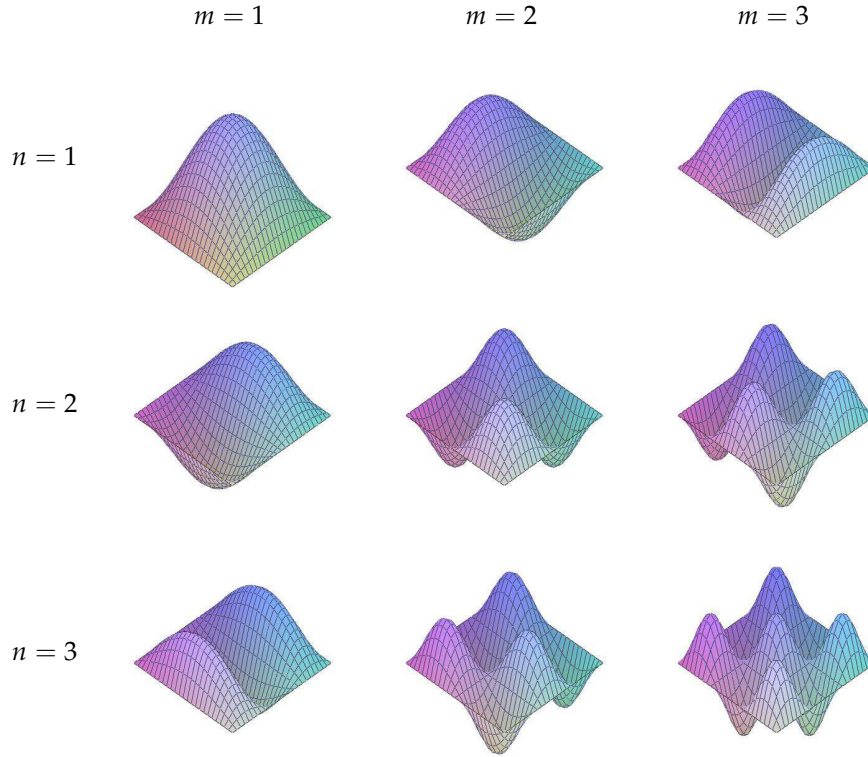 m = 1 m = 2 m = 3
n = 1
n = 2
n = 3